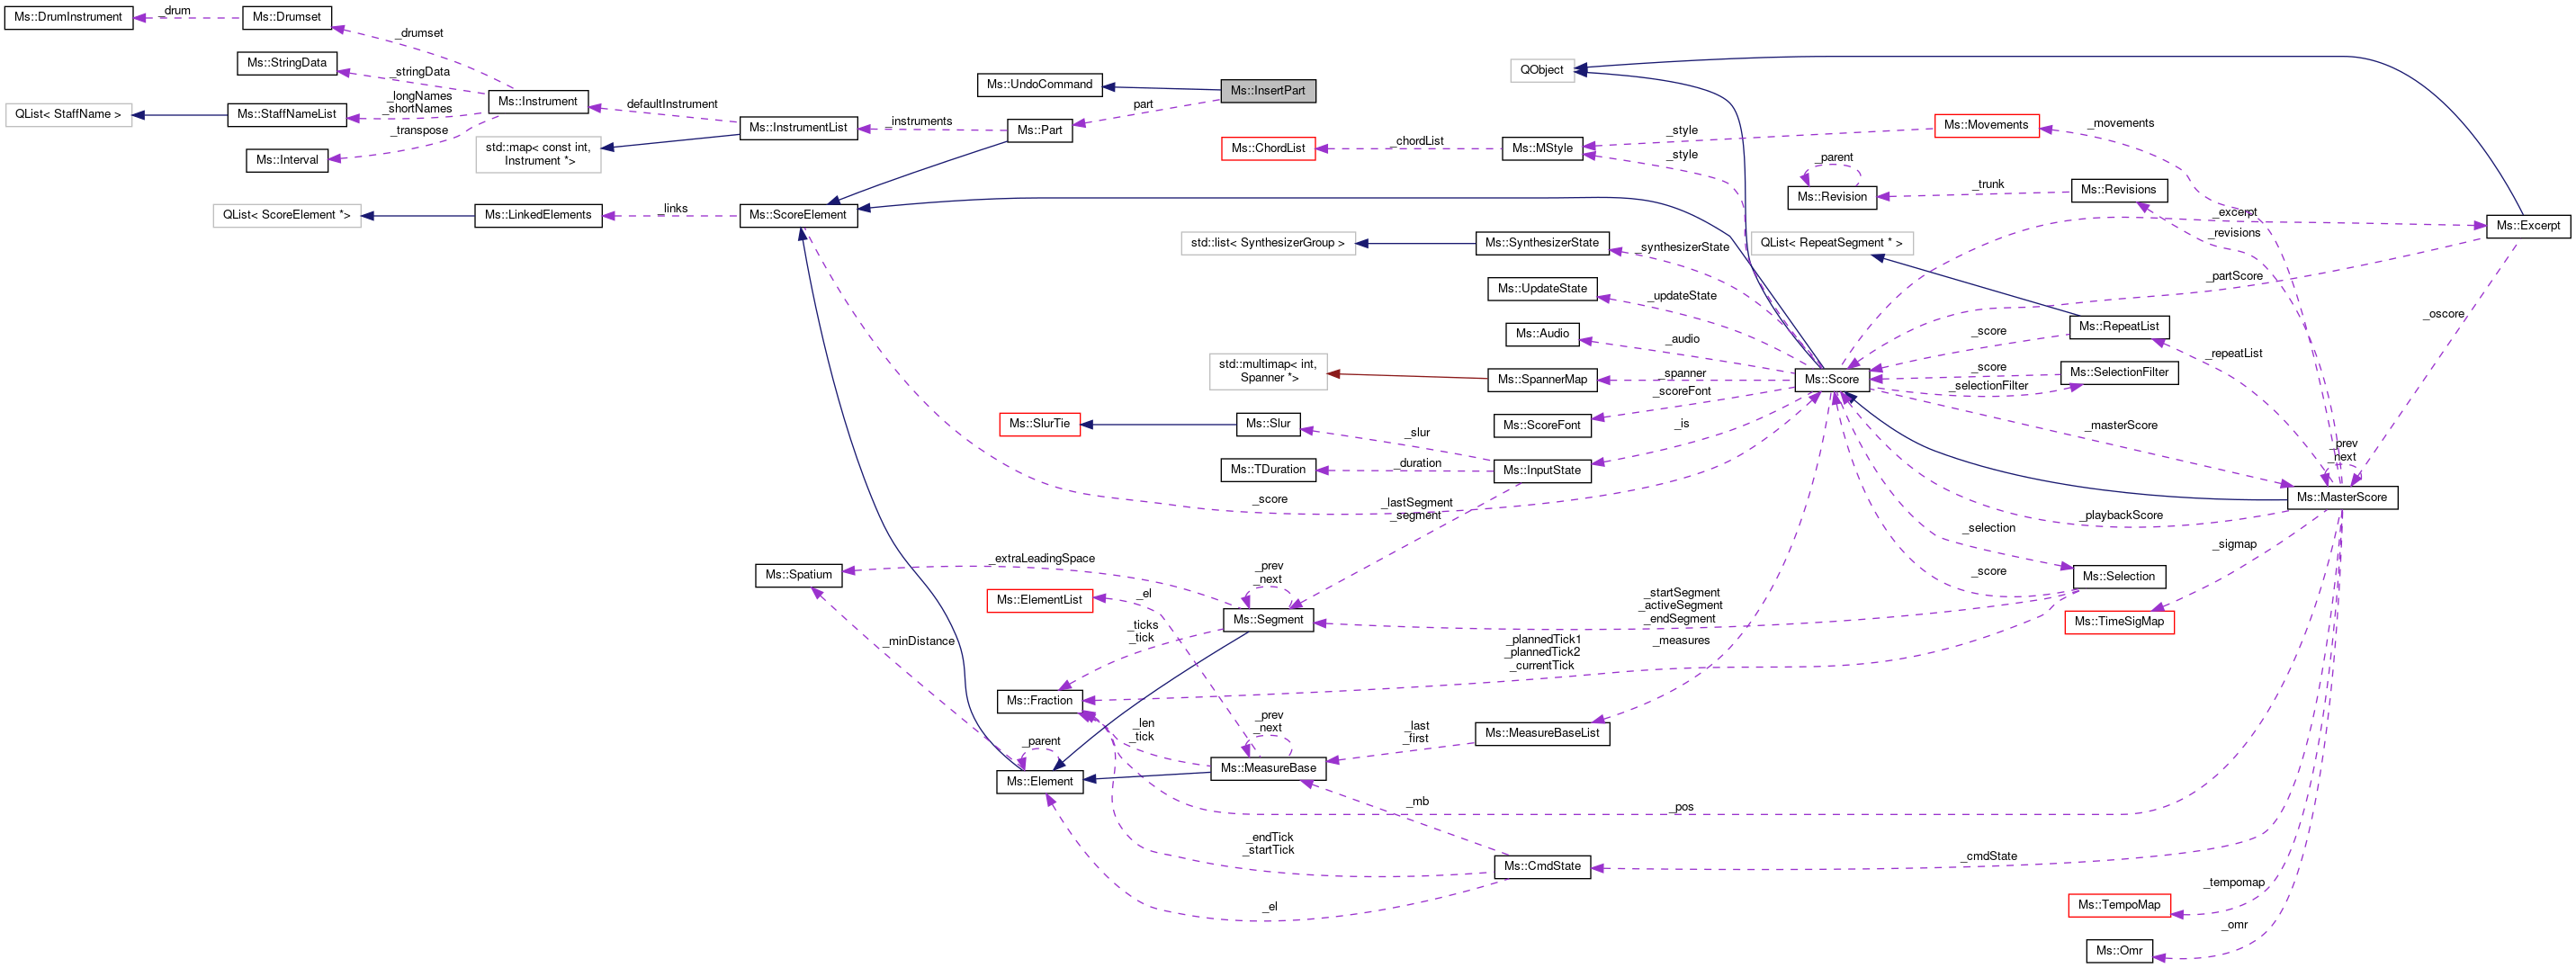 Ms::DrumInstrument
_drum
Ms::Drumset
_drumset
Ms::StringData
_stringData
QList< StaffName >
Ms::StaffNameList
_longNames
_shortNames
Ms::Instrument
_transpose
Ms::Interval
defaultInstrument
std::map< const int,
Instrument *>
Ms::InstrumentList
_instruments
Ms::Part
part
Ms::UndoCommand
Ms::InsertPart
QObject
Ms::ChordList
_chordList
Ms::MStyle
_style
_style
Ms::Movements
_movements
_parent
Ms::Revision
_trunk
Ms::Revisions
_excerpt
_revisions
Ms::Excerpt
QList< ScoreElement *>
Ms::LinkedElements
_links
Ms::ScoreElement
std::list< SynthesizerGroup >
Ms::SynthesizerState
_synthesizerState
QList< RepeatSegment * >
_partScore
Ms::UpdateState
_updateState
_oscore
Ms::Audio
_audio
_score
Ms::RepeatList
_repeatList
std::multimap< int,
Spanner *>
Ms::SpannerMap
_spanner
Ms::Score
_score
_selectionFilter
Ms::SelectionFilter
_scoreFont
Ms::ScoreFont
Ms::SlurTie
Ms::Slur
_slur
_is
_masterScore
_prev
_next
Ms::TDuration
_duration
Ms::InputState
Ms::MasterScore
_score
_lastSegment
_segment
_playbackScore
_selection
_sigmap
_extraLeadingSpace
Ms::Spatium
_prev
_next
_score
Ms::Selection
Ms::ElementList
_el
Ms::Segment
_startSegment
_activeSegment
_endSegment
Ms::TimeSigMap
_ticks
_tick
_minDistance
_plannedTick1
_plannedTick2
_currentTick
_measures
Ms::Fraction
_len
_tick
_prev
_next
_last
_first
Ms::MeasureBaseList
_parent
Ms::Element
Ms::MeasureBase
_mb
_pos
_endTick
_startTick
Ms::CmdState
_cmdState
_el
_tempomap
Ms::TempoMap
_omr
Ms::Omr